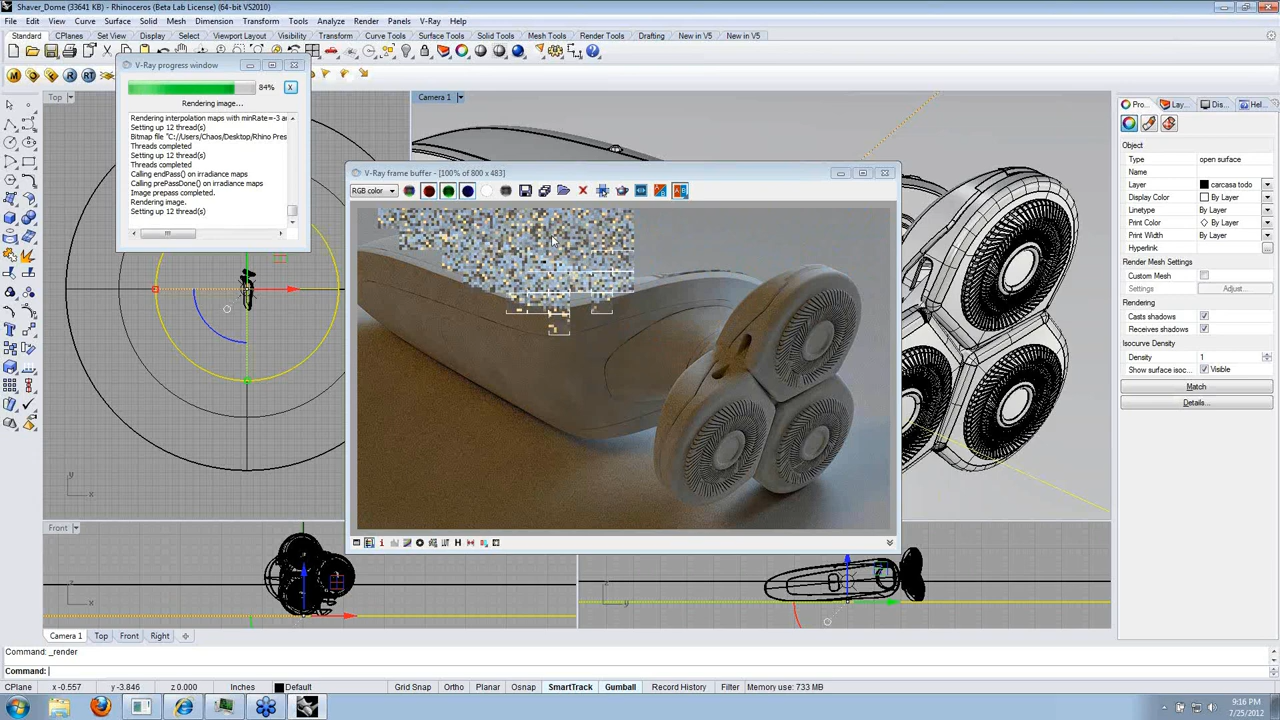 Shaver_Dome (33641 KB) - Rhinoceros (Beta Lab License) (64-bit VS2010)
File Edit View Curve Surface Solid Mesh Dimension Transform Tools Analyze Render Panels V-Ray Help
Standard CPlanes Set View Display Select Viewport Layout Visibility Transform Curve Tools Surface Tools Solid Tools Mesh Tools Render Tools Drafting New in V5 New in V5
V-Ray progress window
84%
Rendering image...
Rendering interpolation maps with minRate=-3 a
Setting up 12 thread(s)
Bitmap file "C://Users/Chaos/Desktop/Rhino Pres
Threads completed
Setting up 12 thread(s)
Threads completed
Calling endPass() on irradiance maps
Calling prePassDone() on irradiance maps
Image prepass completed.
Rendering image.
Setting up 12 thread(s)
Top
Camera 1
V-Ray frame buffer - [100% of 800 x 483]
RGB color
Pro... Lay... Dis... Hel...
Object
Type open surface
Name
Layer carcasa todo
Display Color By Layer
Linetype By Layer
Print Color By Layer
Print Width By Layer
Hyperlink ...
Render Mesh Settings
Custom Mesh
Settings Adjust...
Rendering
Casts shadows
Receives shadows
Isocurve Density
Density 1
Show surface isoc... Visible
Match
Details...
y
x
Front
z
x
z
y
Camera 1 Top Front Right
Command: _render
Command:
CPlane x -0.557 y -3.846 z 0.000 Inches Default Grid Snap Ortho Planar Osnap SmartTrack Gumball Record History Filter Memory use: 733 MB
9:16 PM
7/25/2012